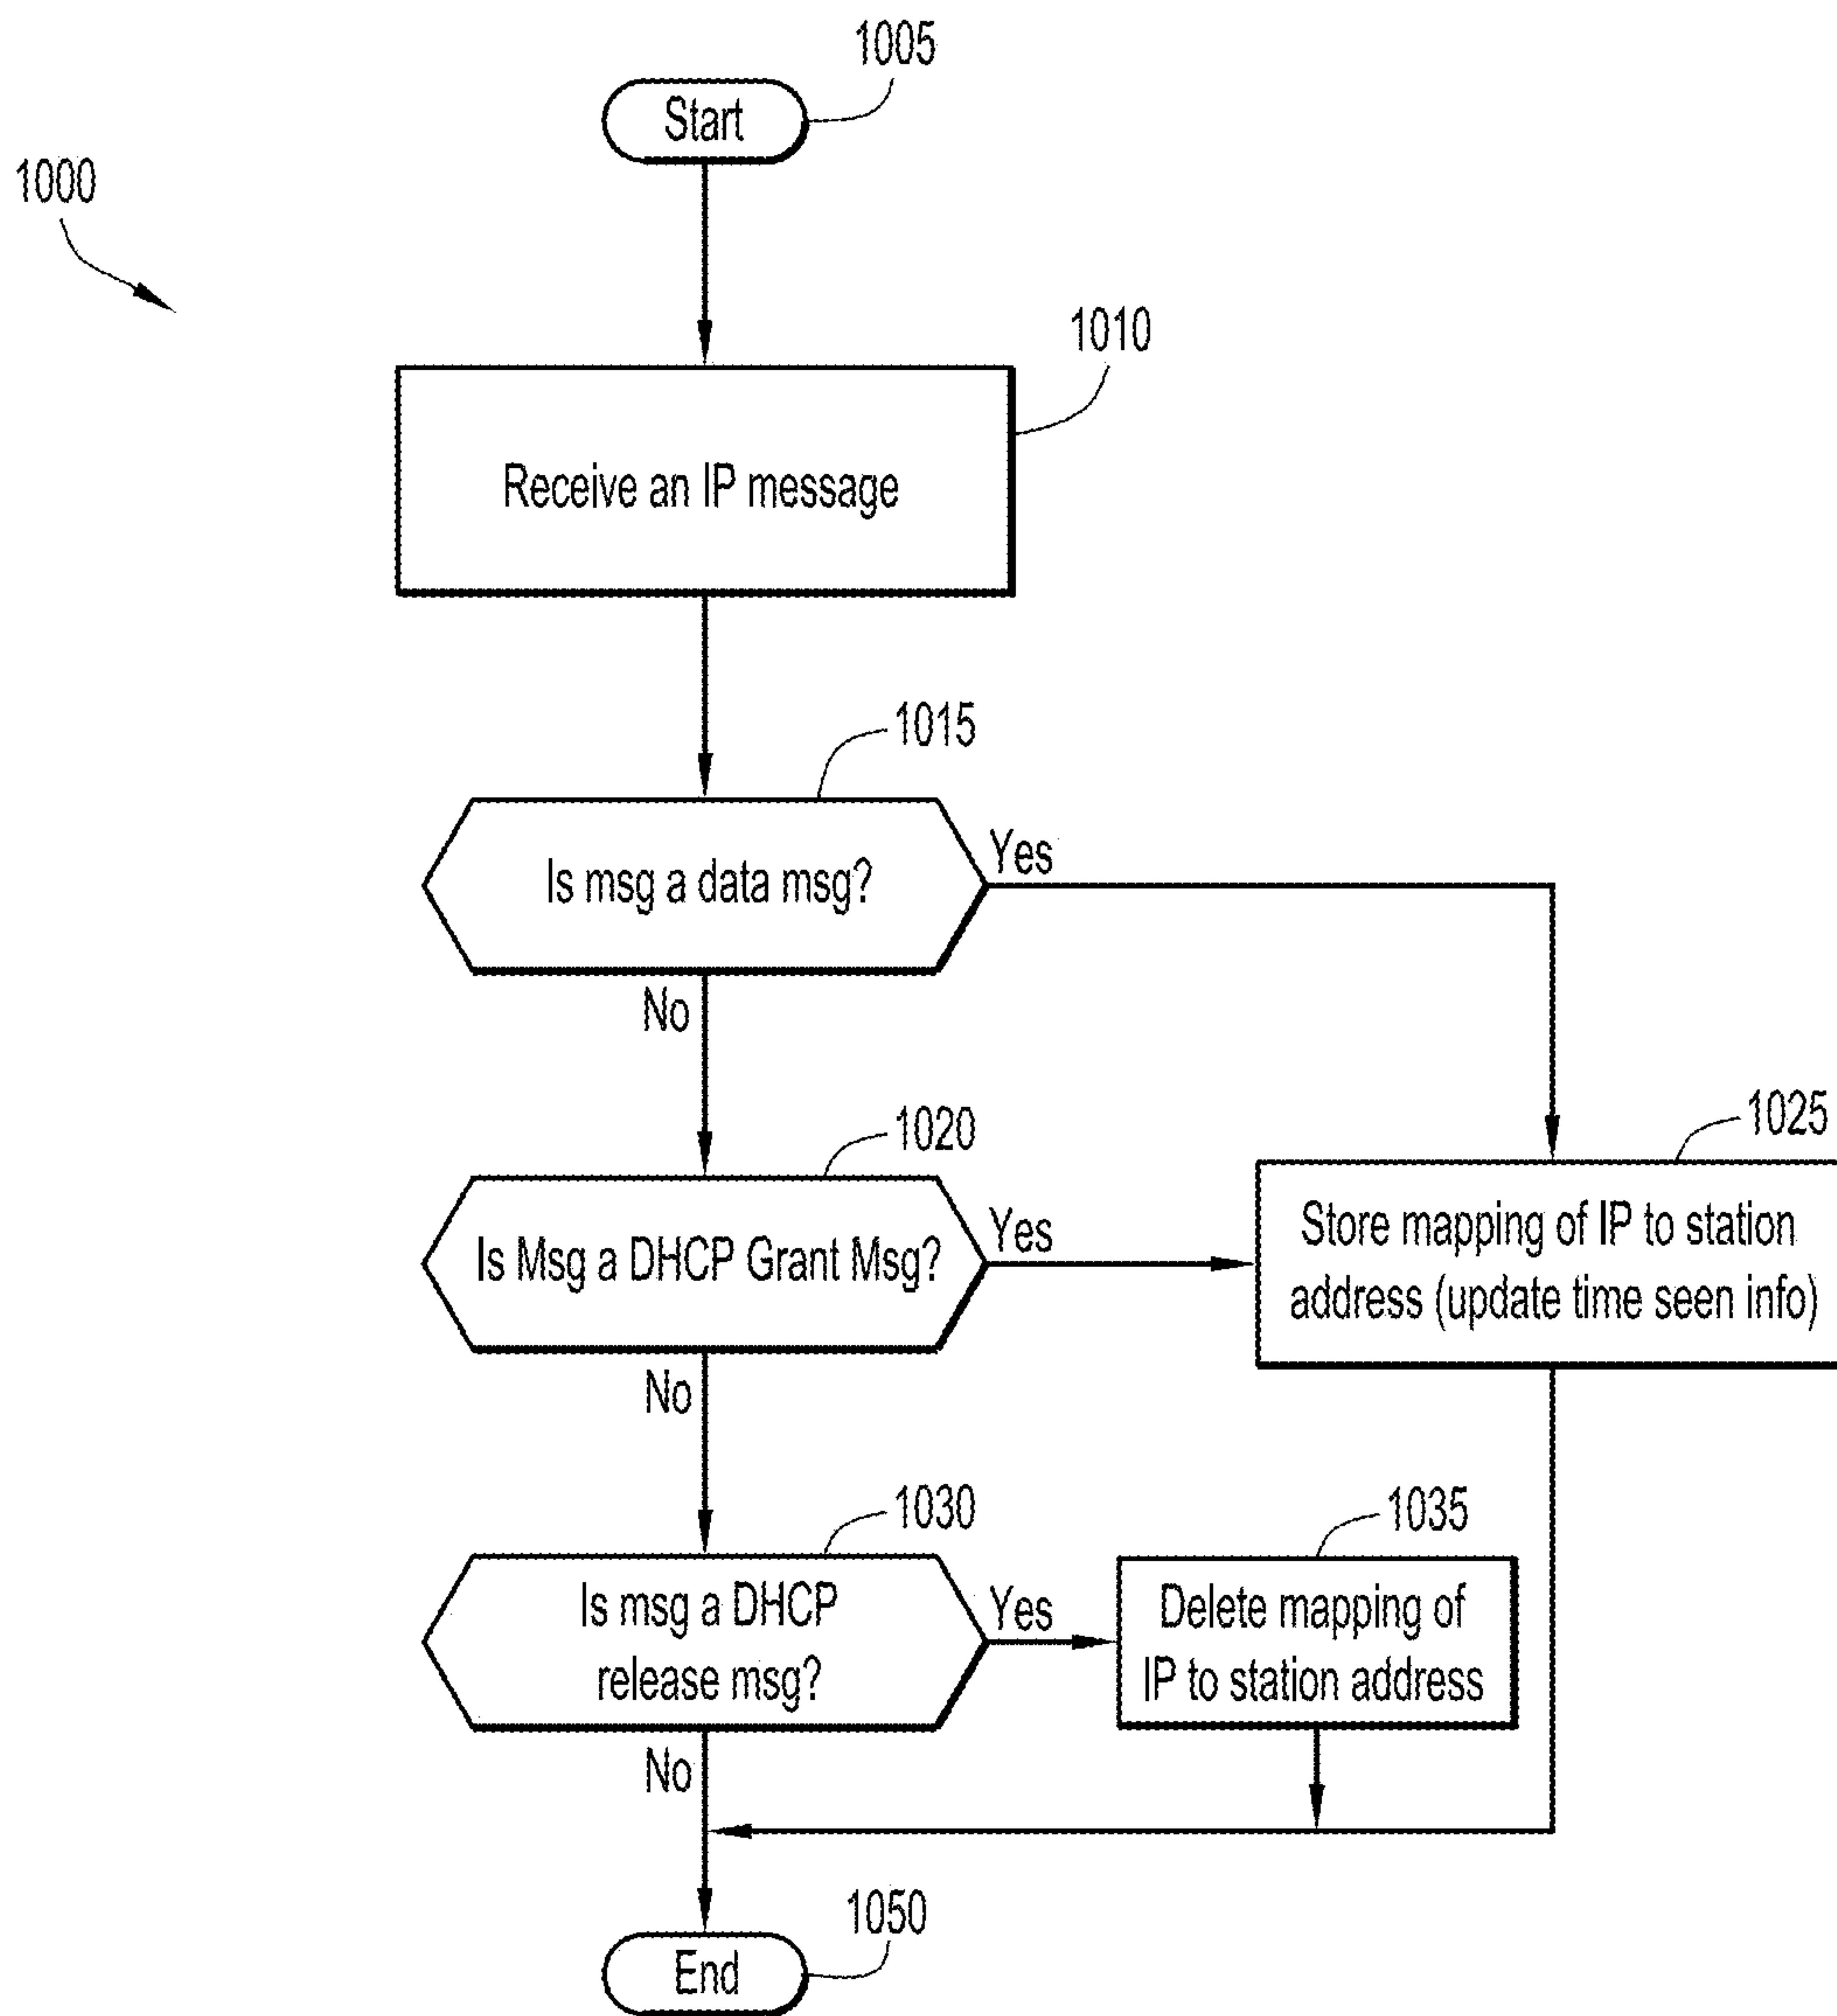 1005
Start
1000
1010
Receive an IP message
1015
Is msg a data msg?
Yes
No
1020
Is Msg a DHCP Grant Msg?
Yes
No
1025
Store mapping of IP to station
address (update time seen info)
1030
Is msg a DHCP
release msg?
Yes
No
1035
Delete mapping of
IP to station address
1050
End